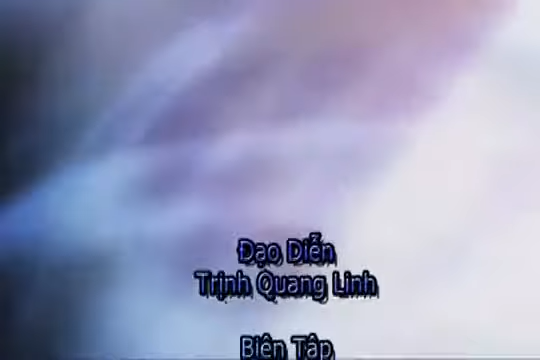 Đạo Diễn
Trịnh Quang Linh
Biên Tập